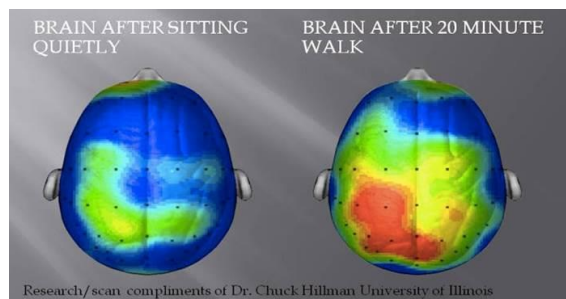 BRAIN AFTER SITTING
QUIETLY
BRAIN AFTER 20 MINUTE
WALK
Research/scan compliments of Dr. Chuck Hillman University of Illinois